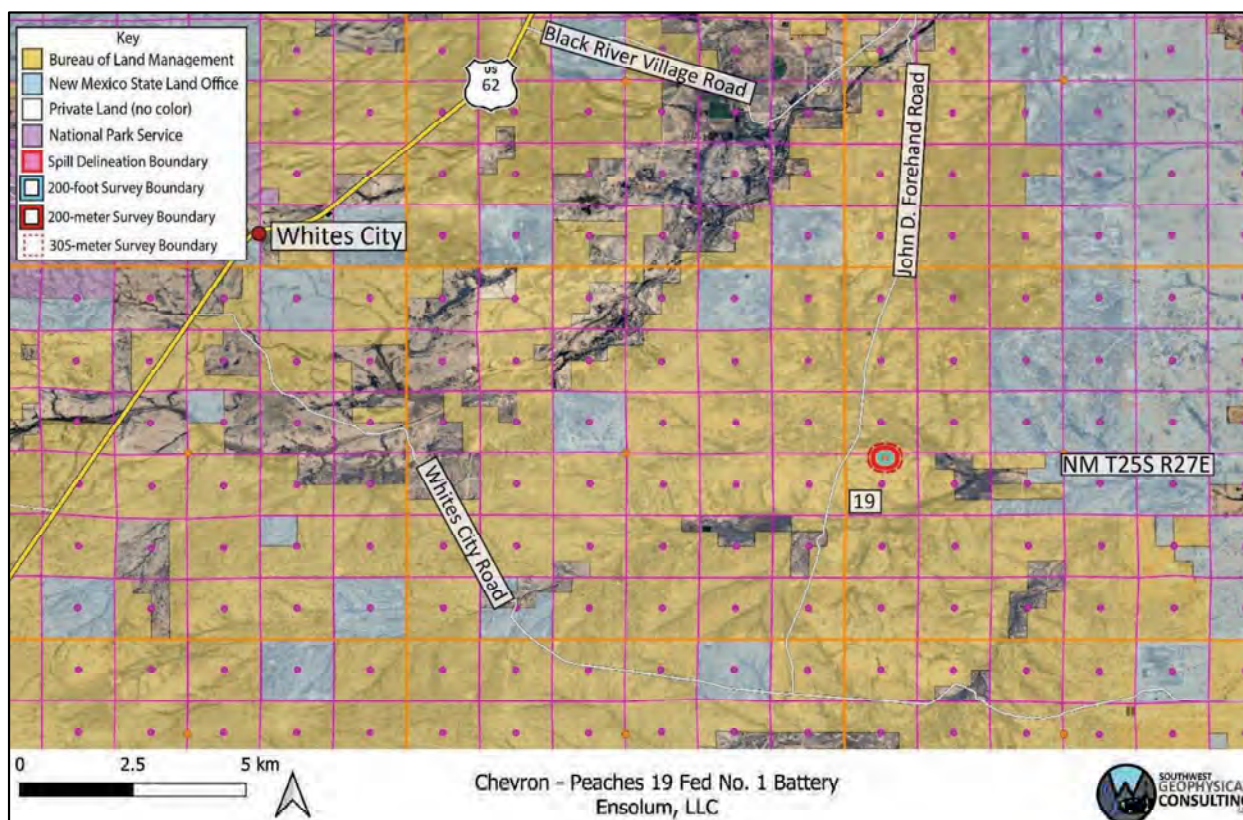 Key
Bureau of Land Management
New Mexico State Land Office
Private Land (no color)
National Park Service
Spill Delineation Boundary
200-foot Survey Boundary
200-meter Survey Boundary
305-meter Survey Boundary
US
62
Black River Village Road
John D. Forehand Road
Whites City
NM T25S R27E
19
Whites City Road
0 2.5 5 km
Chevron - Peaches 19 Fed No. 1 Battery
Ensolum, LLC
SOUTHWEST
GEOPHYSICAL
CONSULTING